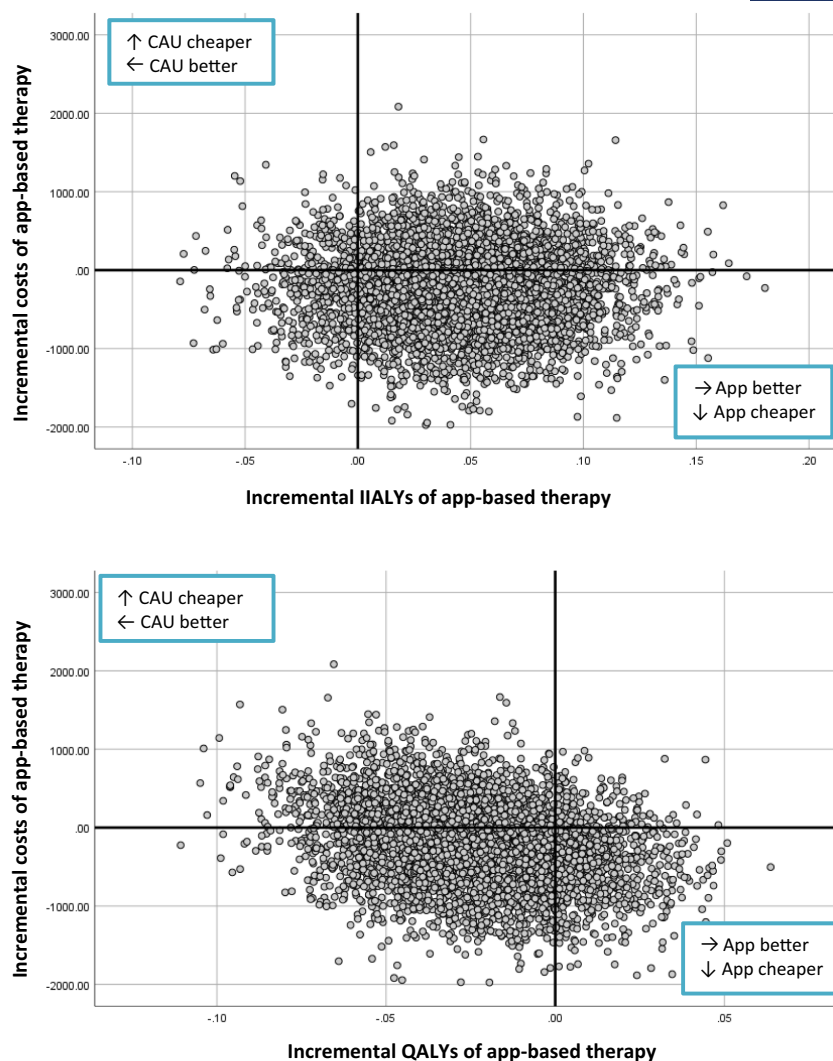 3000.00
↑ CAU cheaper
← CAU better
2000.00
1000.00
.00
-1000.00
→ App better
↓ App cheaper
-2000.00
-.10
-.05
.00
.05
.10
.15
.20
Incremental costs of app-based therapy
Incremental IIALYs of app-based therapy
3000.00
↑ CAU cheaper
← CAU better
2000.00
1000.00
.00
-1000.00
→ App better
↓ App cheaper
-2000.00
-.10
-.05
.00
.05
Incremental costs of app-based therapy
Incremental QALYs of app-based therapy